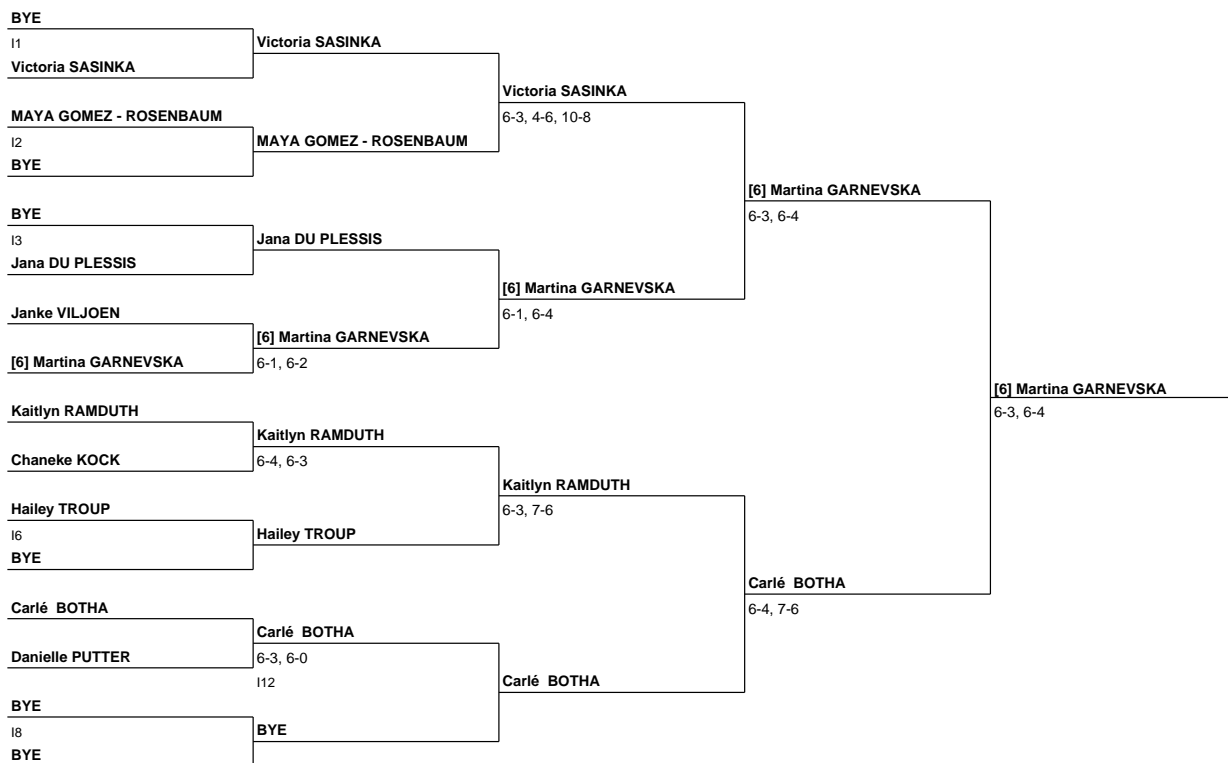 BYE
I1
Victoria SASINKA
Victoria SASINKA
MAYA GOMEZ - ROSENBAUM
I2
BYE
MAYA GOMEZ - ROSENBAUM
Victoria SASINKA
6-3, 4-6, 10-8
BYE
I3
Jana DU PLESSIS
Jana DU PLESSIS
Janke VILJOEN
[6] Martina GARNEVSKA
[6] Martina GARNEVSKA
6-1, 6-2
[6] Martina GARNEVSKA
6-1, 6-4
[6] Martina GARNEVSKA
6-3, 6-4
Kaitlyn RAMDUTH
Chaneke KOCK
Kaitlyn RAMDUTH
6-4, 6-3
Hailey TROUP
I6
BYE
Hailey TROUP
Kaitlyn RAMDUTH
6-3, 7-6
Carlé BOTHA
Danielle PUTTER
Carlé BOTHA
6-3, 6-0
I12
BYE
I8
BYE
BYE
Carlé BOTHA
Carlé BOTHA
6-4, 7-6
[6] Martina GARNEVSKA
6-3, 6-4